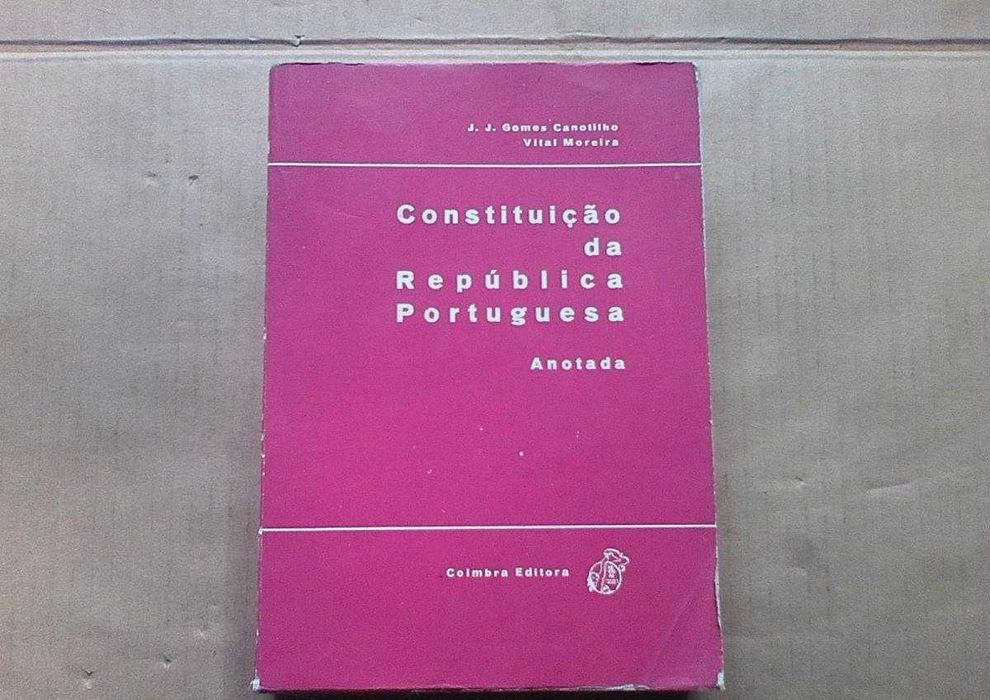 J. J. Gomes Canotilho
Vital Moreira
Constituição
da
República
Portuguesa
Anotada
Coimbra Editora